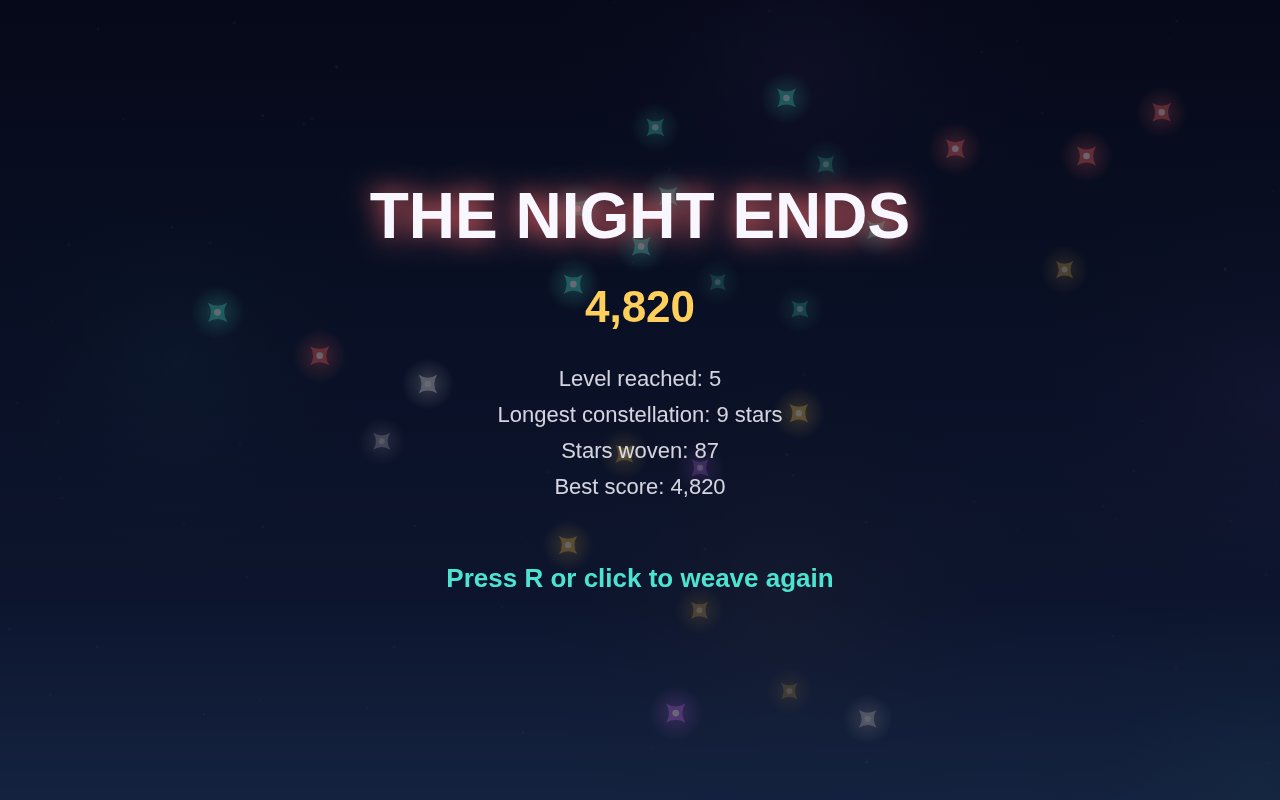 THE NIGHT ENDS
4,820
Level reached: 5
Longest constellation: 9 stars
Stars woven: 87
Best score: 4,820
Press R or click to weave again